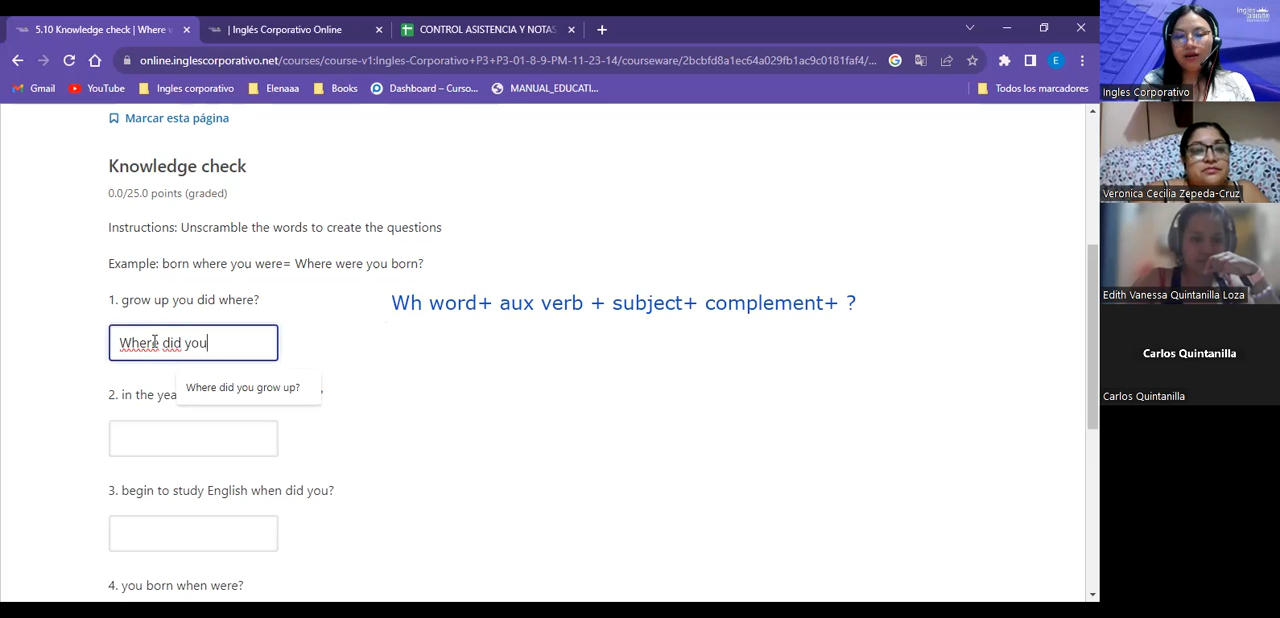 5.10 Knowledge check | Where w
| Inglés Corporativo Online
CONTROL ASISTENCIA Y NOTAS
online.inglescorporativo.net/courses/course-v1:Ingles-Corporativo+P3+P3-01-8-9-PM-11-23-14/courseware/2bcbfd8a1ec64a029fb1ac9c0181faf4/...
E
Gmail
YouTube
Ingles corporativo
Elenaaa
Books
Dashboard – Curso...
MANUAL_EDUCATI...
Todos los marcadores
Marcar esta página
Knowledge check
0.0/25.0 points (graded)
Instructions: Unscramble the words to create the questions
Example: born where you were= Where were you born?
1. grow up you did where?
Wh word+ aux verb + subject+ complement+ ?
Where did you
Where did you grow up?
2. in the yea
?
3. begin to study English when did you?
4. you born when were?
Ingles Corporativo
Veronica Cecilia Zepeda-Cruz
Edith Vanessa Quintanilla Loza
Carlos Quintanilla
Carlos Quintanilla